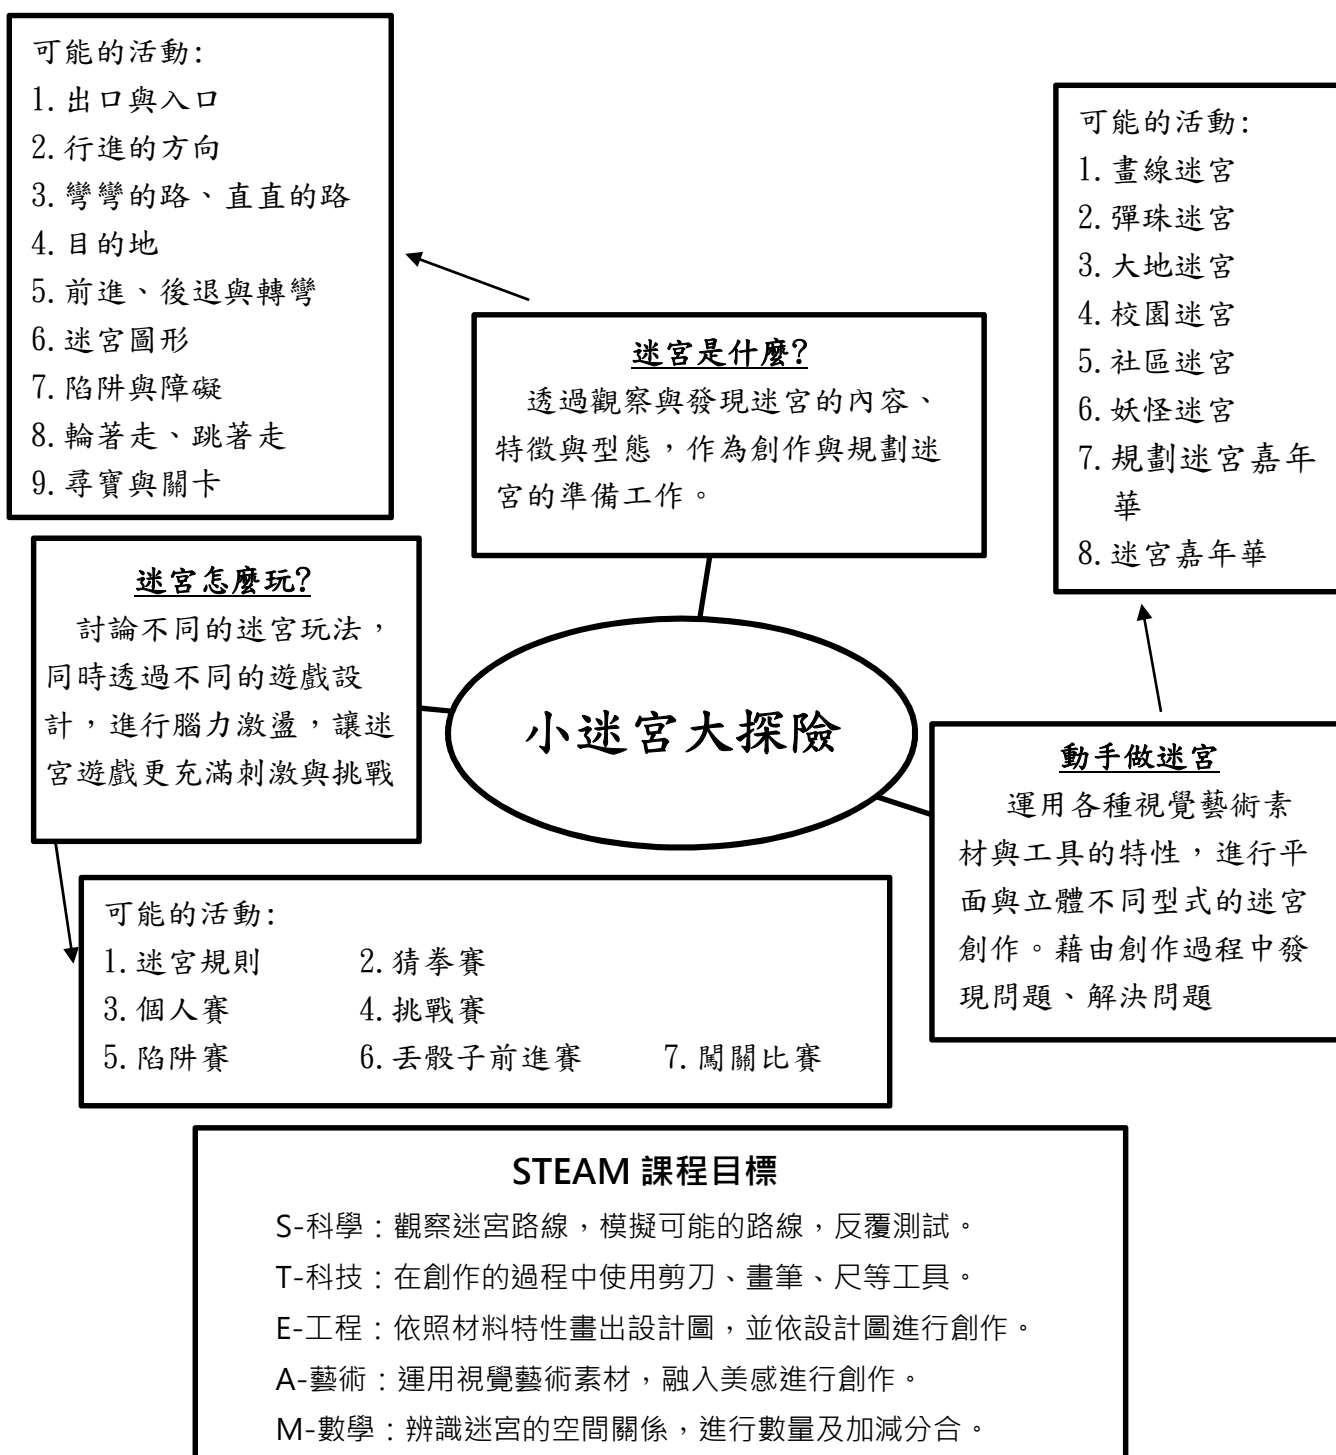 可能的活動:
1.出口與入口
2.行進的方向
3.彎彎的路、直直的路
4.目的地
5.前進、後退與轉彎
6.迷宮圖形
7.陷阱與障礙
8.輪著走、跳著走
9.尋寶與關卡
可能的活動:
1.畫線迷宮
2.彈珠迷宮
3.大地迷宮
4.校園迷宮
5.社區迷宮
6.妖怪迷宮
7.規劃迷宮嘉年
華
8.迷宮嘉年華
迷宮是什麼?
透過觀察與發現迷宮的內容、
特徵與型態，作為創作與規劃迷
宮的準備工作。
迷宮怎麼玩?
討論不同的迷宮玩法，
同時透過不同的遊戲設
計，進行腦力激盪，讓迷
宮遊戲更充滿刺激與挑戰
小迷宮大探險
動手做迷宮
運用各種視覺藝術素
材與工具的特性，進行平
面與立體不同型式的迷宮
創作。藉由創作過程中發
現問題、解決問題
可能的活動:
1.迷宮規則 2.猜拳賽
3.個人賽 4.挑戰賽
5.陷阱賽 6.丟骰子前進賽 7.闖關比賽
STEAM 課程目標
S-科學：觀察迷宮路線，模擬可能的路線，反覆測試。
T-科技：在創作的過程中使用剪刀、畫筆、尺等工具。
E-工程：依照材料特性畫出設計圖，並依設計圖進行創作。
A-藝術：運用視覺藝術素材，融入美感進行創作。
M-數學：辨識迷宮的空間關係，進行數量及加減分合。